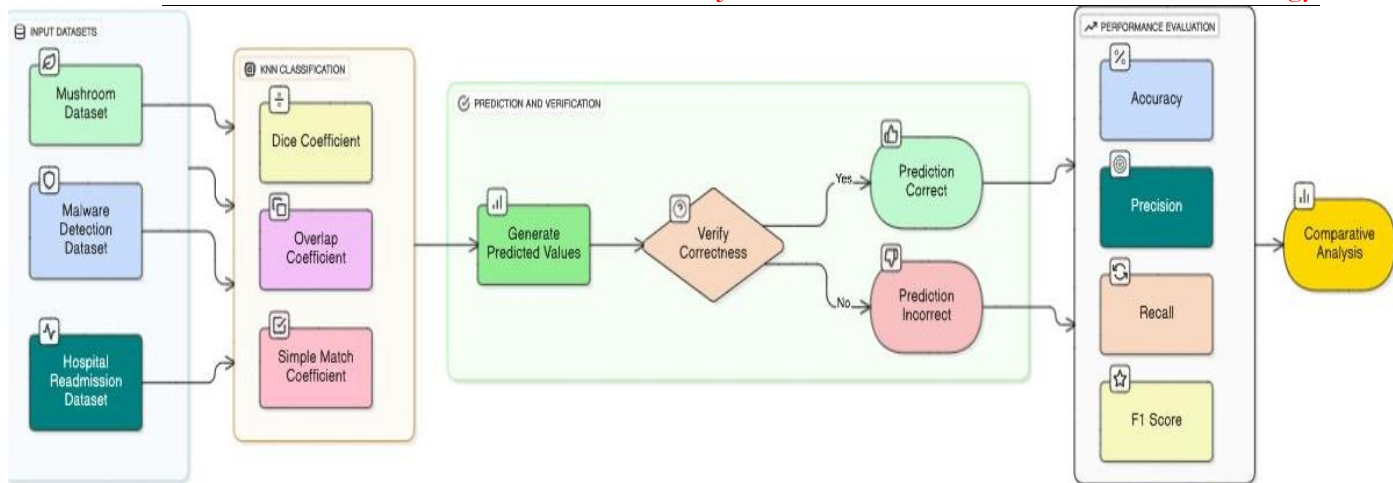 INPUT DATASETS
Mushroom
Dataset
Malware
Detection
Dataset
Hospital
Readmission
Dataset
KNN CLASSIFICATION
Dice Coefficient
Overlap
Coefficient
Simple Match
Coefficient
PREDICTION AND VERIFICATION
Generate
Predicted Values
Verify
Correctness
Yes
No
Prediction
Correct
Prediction
Incorrect
PERFORMANCE EVALUATION
Accuracy
Precision
Recall
F1 Score
Comparative
Analysis